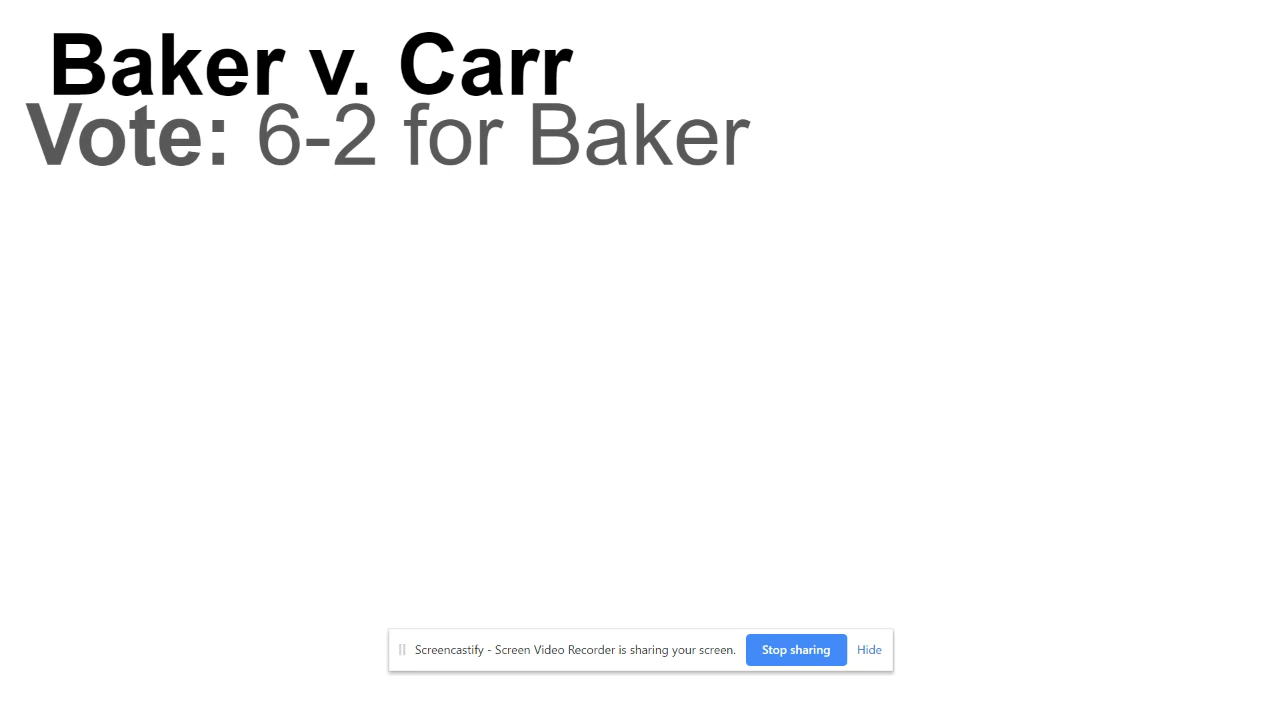 Baker v. Carr
Vote: 6-2 for Baker
Screencastify - Screen Video Recorder is sharing your screen. Stop sharing Hide